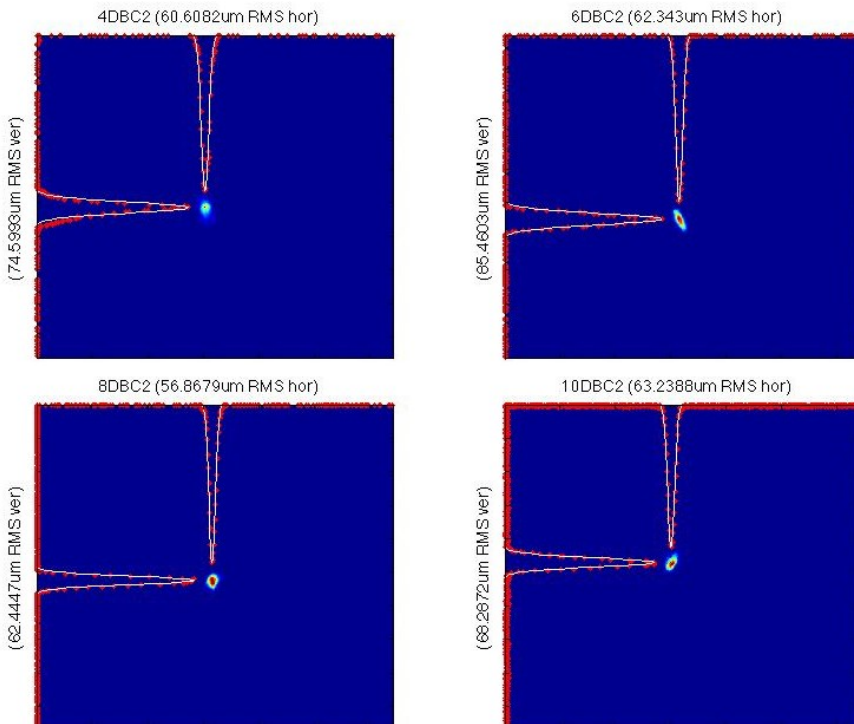 4DBC2 (60.6082um RMS hor)
(74.5993um RMS ver)
6DBC2 (62.343um RMS hor)
(85.4603um RMS ver)
8DBC2 (56.8679um RMS hor)
(62.4447um RMS ver)
10DBC2 (63.2388um RMS hor)
(68.2872um RMS ver)